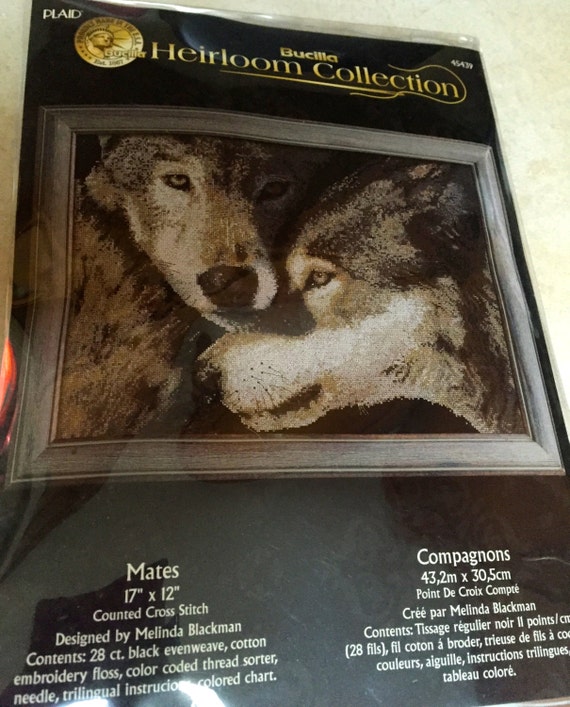 PLAID
Bucilla
Heirloom Collection
45439
Bucilla
Mates
17" x 12"
Counted Cross Stitch
Designed by Melinda Blackman
Contents: 28 ct. black evenweave, cotton
embroidery floss, color coded thread sorter,
needle, trilingual instrucions, colored chart.
Compagnons
43,2m x 30,5cm
Point De Croix Compté
Créé par Melinda Blackman
Contents: Tissage régulier noir 11 points/cm
(28 fils), fil coton á broder, trieuse de fils à
couleurs, aiguille, instructions trilingues,
tableau coloré.